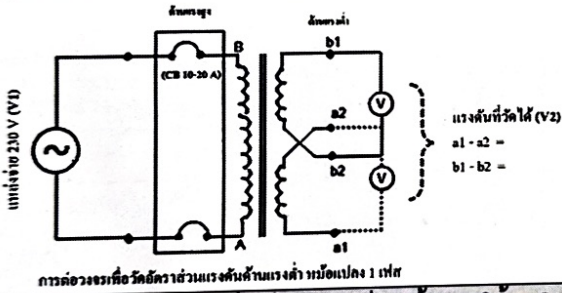 ด้านแรงสูง
ด้านแรงต่ำ
B
b1
(CB 10-20 A)
V
a2
แหล่งจ่าย 230 V (V1)
แรงดันที่วัดได้ (V2)
a1 - a2 =
b2
b1 - b2 =
V
A
a1
การต่อวงจรเพื่อวัดอัตราส่วนแรงดันด้านแรงต่ำ หม้อแปลง 1 เฟส